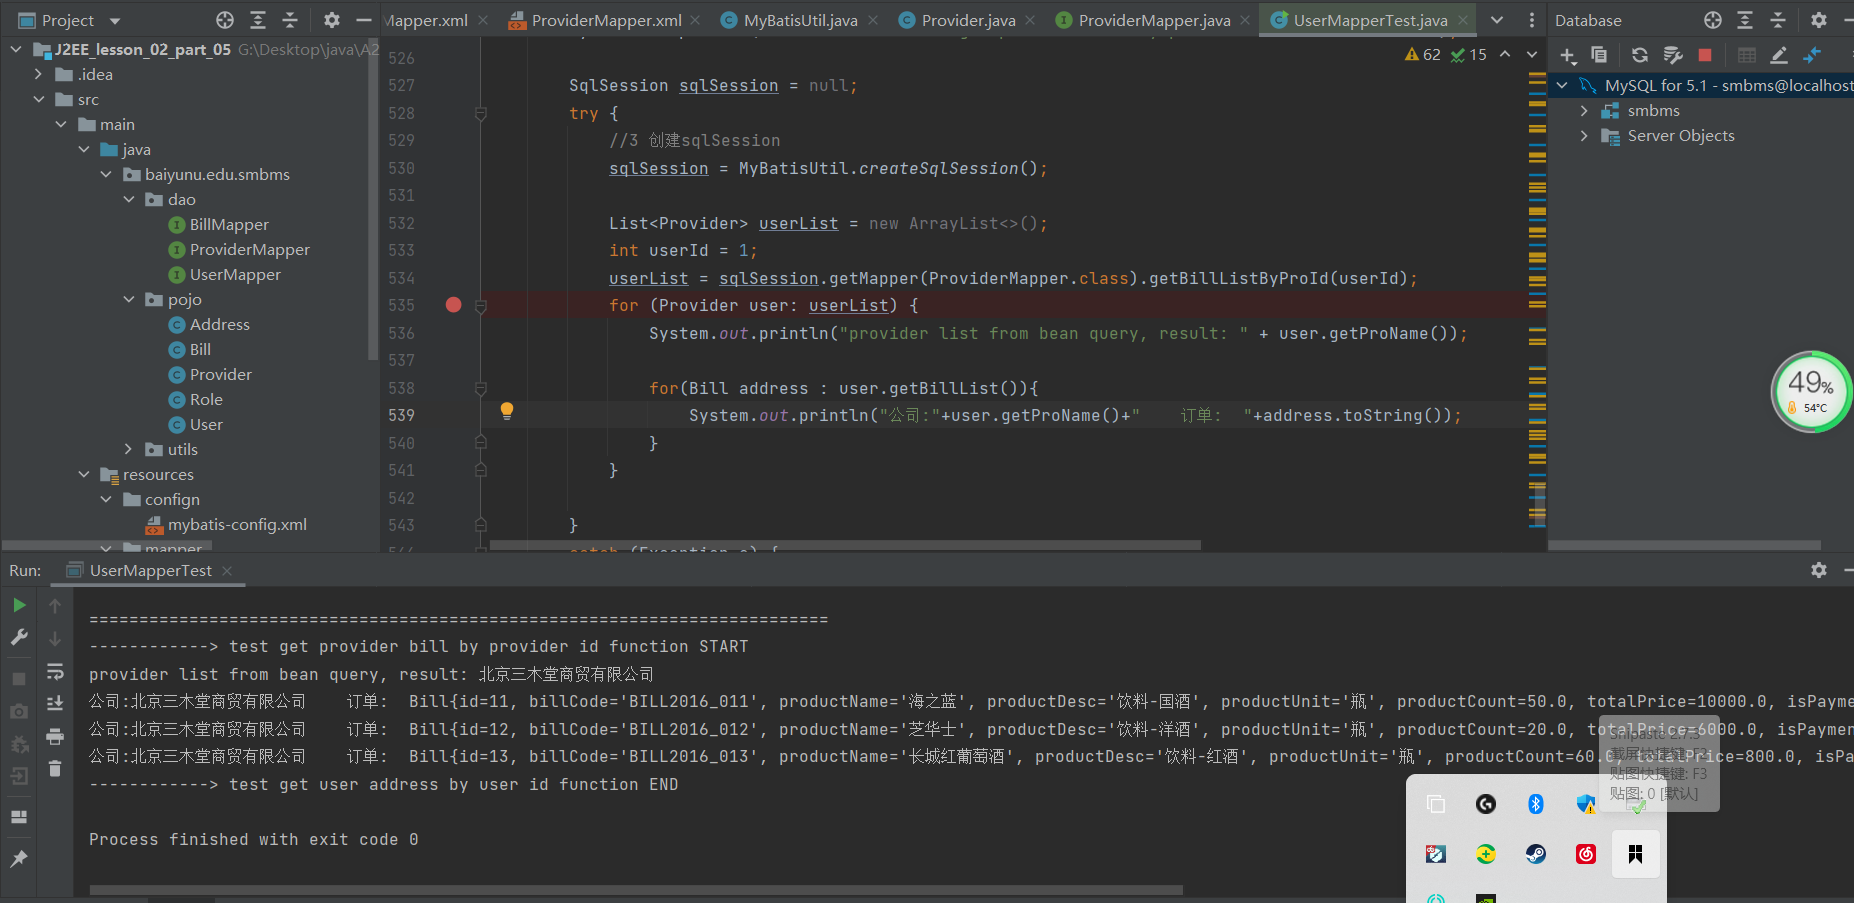 Project
Mapper.xml
ProviderMapper.xml
MyBatisUtil.java
Provider.java
ProviderMapper.java
UserMapperTest.java
Database
J2EE_lesson_02_part_05 G:\Desktop\java\A2
.idea
src
main
java
baiyunu.edu.smbms
dao
BillMapper
ProviderMapper
UserMapper
pojo
Address
Bill
Provider
Role
User
utils
resources
confign
mybatis-config.xml
mapper
62 15
526
527 SqlSession sqlSession = null;
528 try {
529 //3 创建sqlSession
530 sqlSession = MyBatisUtil.createSqlSession();
531
532 List<Provider> userList = new ArrayList<>();
533 int userId = 1;
534 userList = sqlSession.getMapper(ProviderMapper.class).getBillListByProId(userId);
535 for (Provider user: userList) {
536 System.out.println("provider list from bean query, result: " + user.getProName());
537
538 for(Bill address : user.getBillList()){
539 System.out.println("公司:"+user.getProName()+"    订单:  "+address.toString());
540 }
541 }
542
543 }
catch (Exception e) {
MySQL for 5.1 - smbms@localhost
smbms
Server Objects
49%
54°C
Run: UserMapperTest
==========================================================================
------------> test get provider bill by provider id function START
provider list from bean query, result: 北京三木堂商贸有限公司
公司:北京三木堂商贸有限公司    订单:  Bill{id=11, billCode='BILL2016_011', productName='海之蓝', productDesc='饮料-国酒', productUnit='瓶', productCount=50.0, totalPrice=10000.0, isPayme
公司:北京三木堂商贸有限公司    订单:  Bill{id=12, billCode='BILL2016_012', productName='芝华士', productDesc='饮料-洋酒', productUnit='瓶', productCount=20.0, totalPrice=6000.0, isPaymen
公司:北京三木堂商贸有限公司    订单:  Bill{id=13, billCode='BILL2016_013', productName='长城红葡萄酒', productDesc='饮料-红酒', productUnit='瓶', productCount=60.0, totalPrice=800.0, isPa
------------> test get user address by user id function END
Process finished with exit code 0
Snipaste 2.7.3
截屏快捷键: F2
贴图快捷键: F3
贴图: 0 [默认]